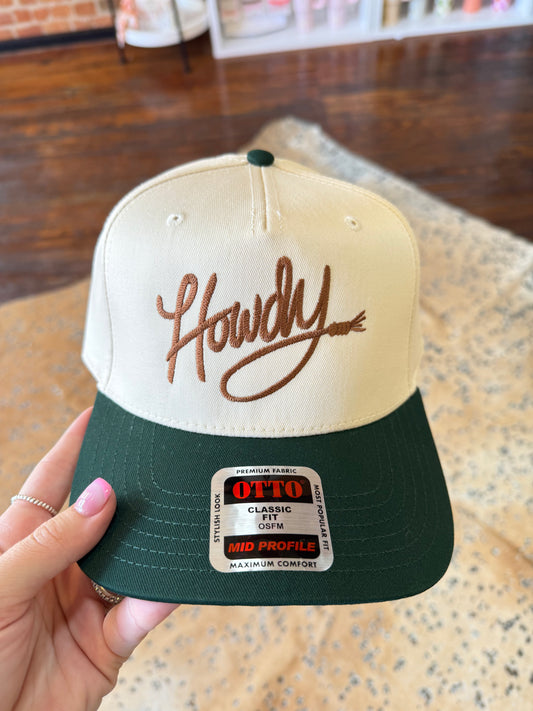 Howdy
PREMIUM FABRIC
OTTO
CLASSIC
FIT
OSFM
MID PROFILE
MAXIMUM COMFORT
STYLISH LOOK
MOST POPULAR FIT